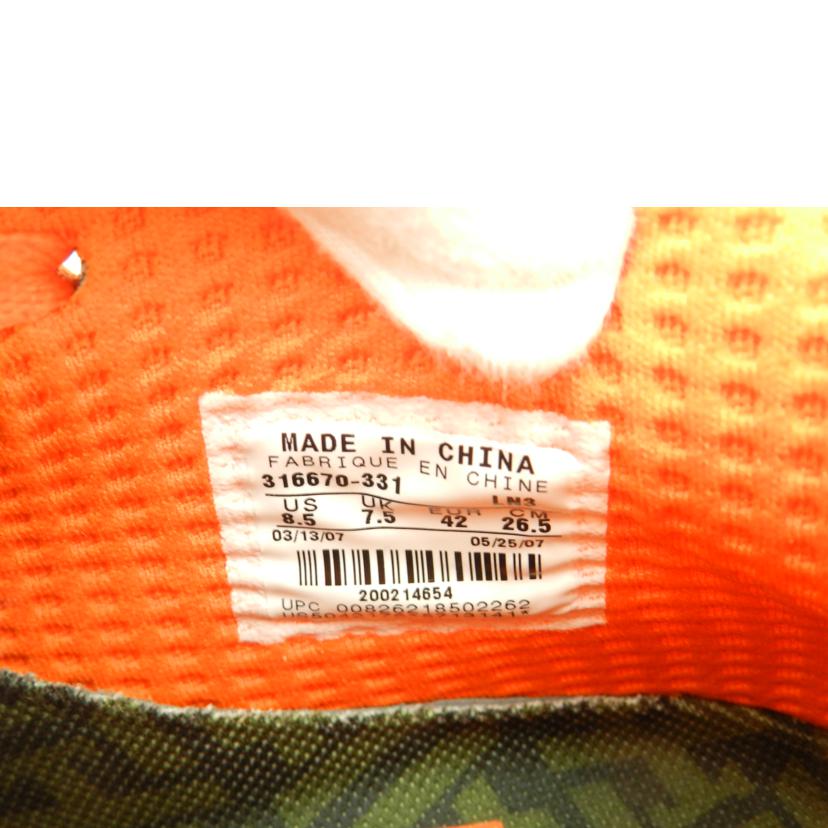 MADE IN CHINA
FABRIQUE EN CHINE
316670-331 LN3
US UK EUR CM
8.5 7.5 42 26.5
03/13/07 05/25/07
200214654
UPC 00826218502262